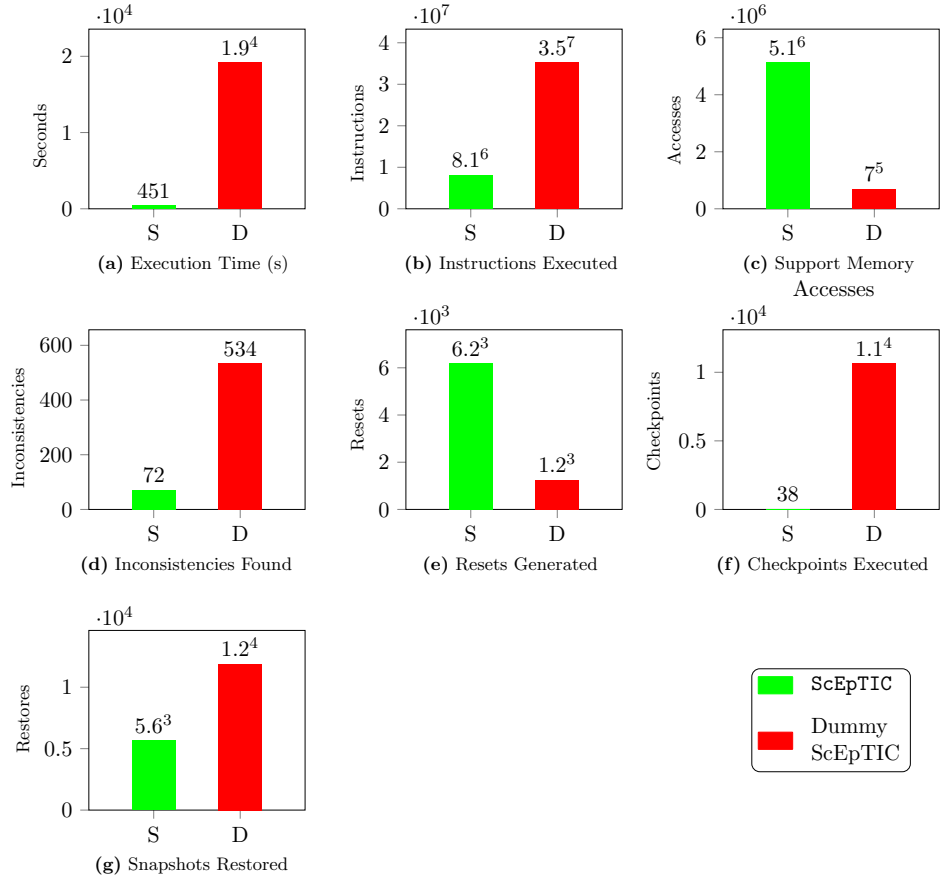 ·10⁴
2
1
0
Seconds
451
1.9⁴
S
D
(a) Execution Time (s)
·10⁷
4
3
2
1
0
Instructions
8.1⁶
3.5⁷
S
D
(b) Instructions Executed
·10⁶
6
4
2
0
Accesses
5.1⁶
7⁵
S
D
(c) Support Memory
Accesses
600
400
200
0
Inconsistencies
72
534
S
D
(d) Inconsistencies Found
·10³
6
4
2
0
Resets
6.2³
1.2³
S
D
(e) Resets Generated
·10⁴
1
0.5
0
Checkpoints
38
1.1⁴
S
D
(f) Checkpoints Executed
·10⁴
1
0.5
0
Restores
5.6³
1.2⁴
S
D
(g) Snapshots Restored
ScEpTIC
Dummy
ScEpTIC